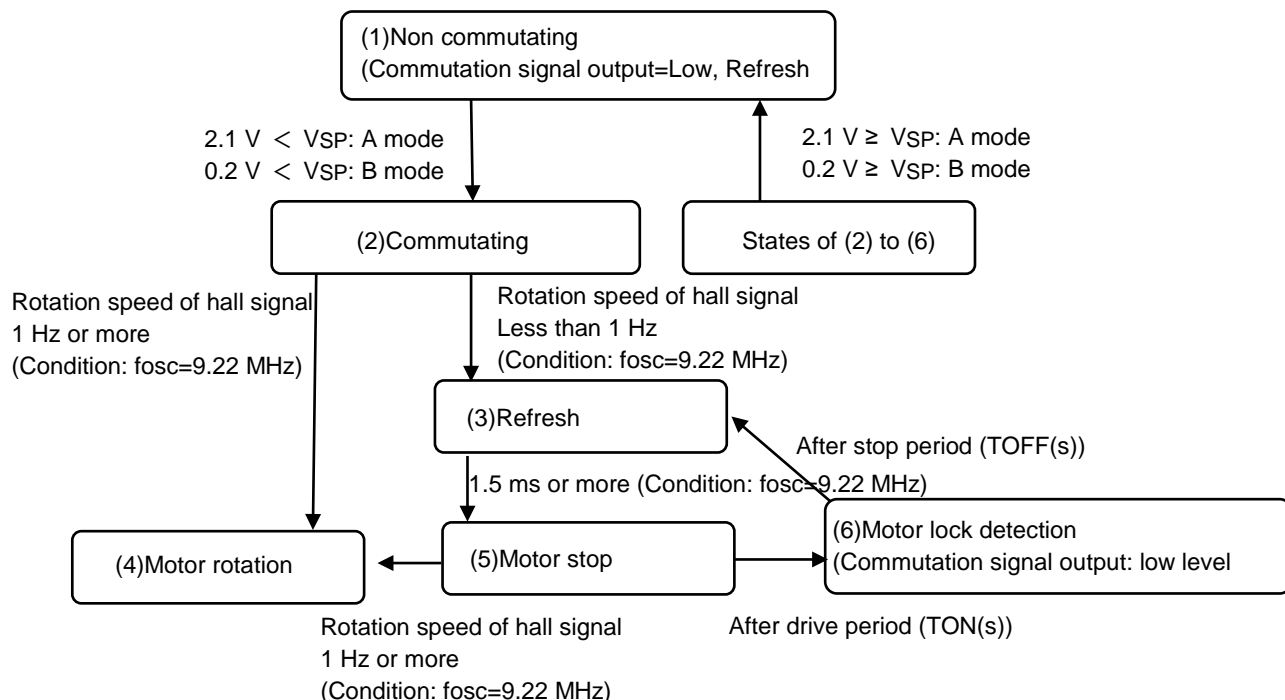 (1)Non commutating
(Commutation signal output=Low, Refresh
2.1 V < VSP: A mode
0.2 V < VSP: B mode
2.1 V ≥ VSP: A mode
0.2 V ≥ VSP: B mode
(2)Commutating
States of (2) to (6)
Rotation speed of hall signal
1 Hz or more
(Condition: fosc=9.22 MHz)
Rotation speed of hall signal
Less than 1 Hz
(Condition: fosc=9.22 MHz)
(3)Refresh
After stop period (TOFF(s))
1.5 ms or more (Condition: fosc=9.22 MHz)
(4)Motor rotation
(5)Motor stop
(6)Motor lock detection
(Commutation signal output: low level
Rotation speed of hall signal
1 Hz or more
(Condition: fosc=9.22 MHz)
After drive period (TON(s))